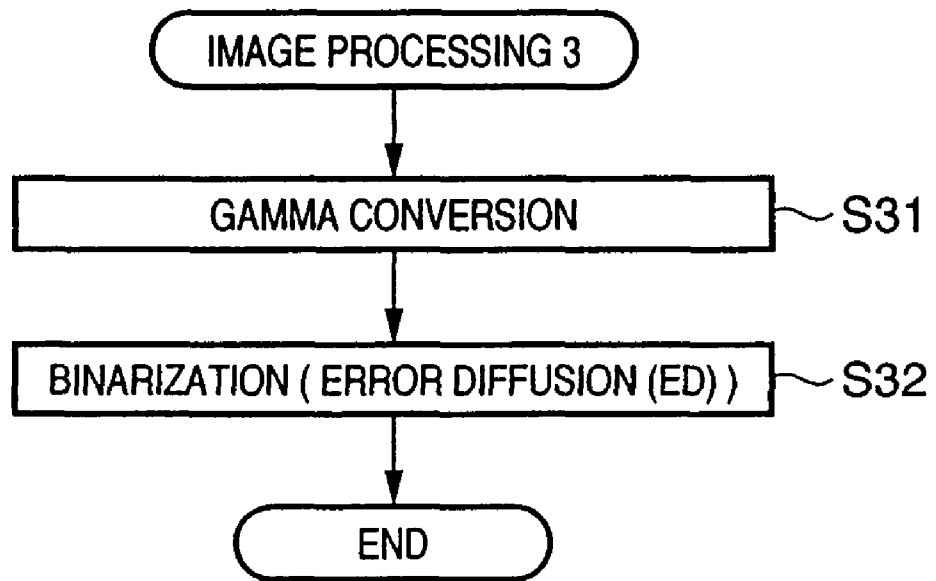 IMAGE PROCESSING 3
GAMMA CONVERSION
S31
BINARIZATION ( ERROR DIFFUSION (ED) )
S32
END